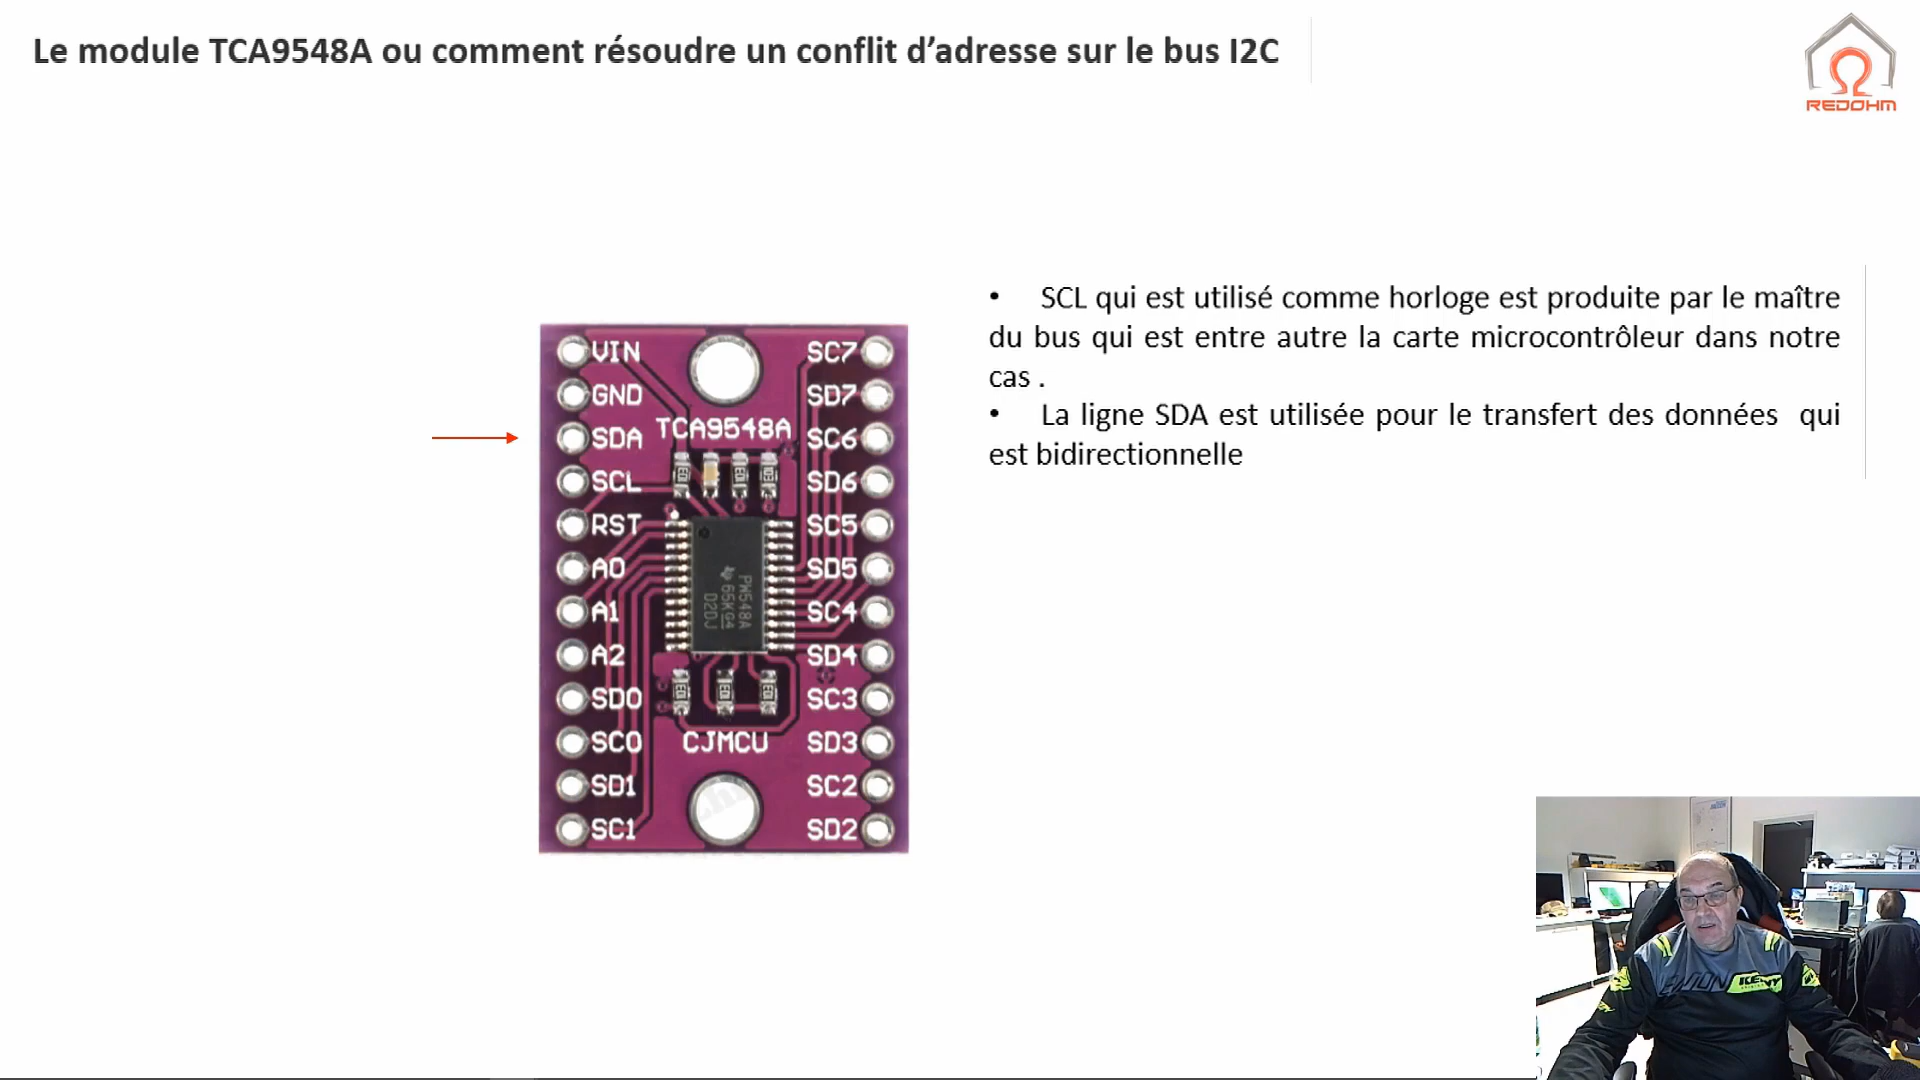 Le module TCA9548A ou comment résoudre un conflit d’adresse sur le bus I2C
REDOHM
• SCL qui est utilisé comme horloge est produite par le maître
du bus qui est entre autre la carte microcontrôleur dans notre
cas .
• La ligne SDA est utilisée pour le transfert des données qui
est bidirectionnelle
VIN
GND
SDA
SCL
RST
A0
A1
A2
SD0
SC0
SD1
SC1
TCA9548A
PW548A
65KG4
D2DJ
CJMCU
SC7
SD7
SC6
SD6
SC5
SD5
SC4
SD4
SC3
SD3
SC2
SD2